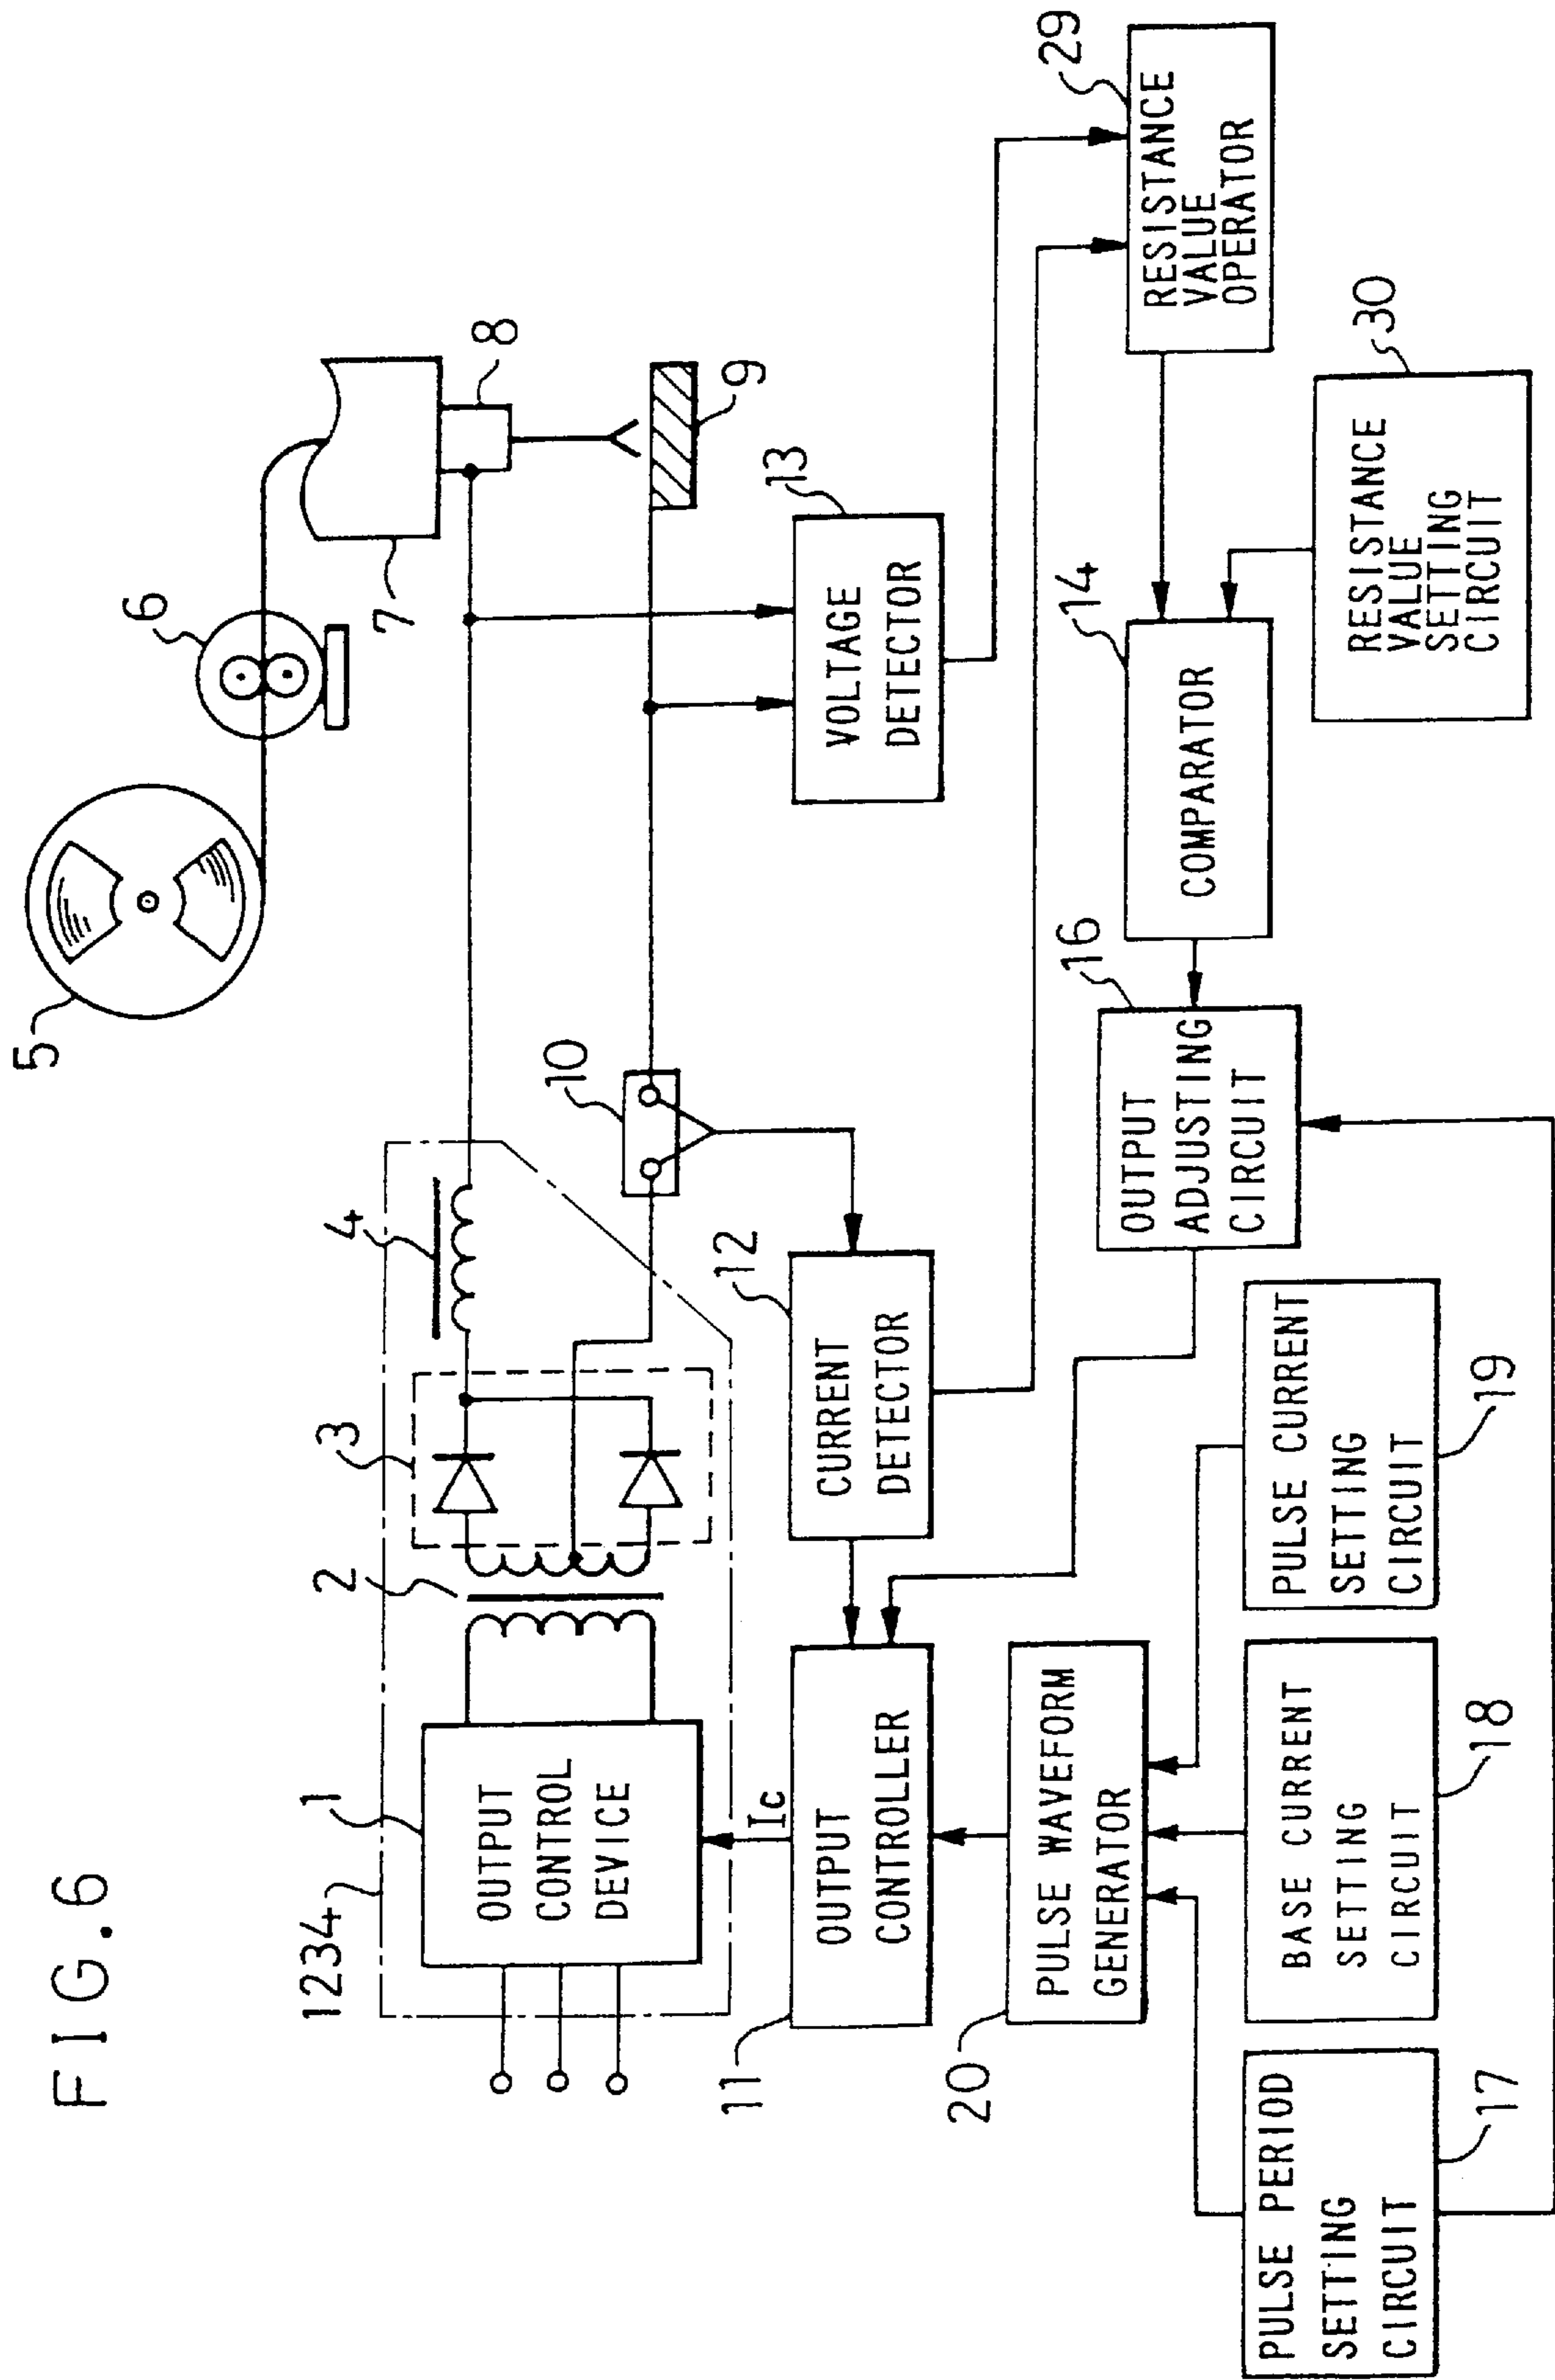 FIG.6
1234
1
OUTPUT
CONTROL
DEVICE
2
3
4
5
6
7
8
9
10
Ic
11
OUTPUT
CONTROLLER
12
CURRENT
DETECTOR
13
VOLTAGE
DETECTOR
20
PULSE WAVEFORM
GENERATOR
16
OUTPUT
ADJUSTING
CIRCUIT
14
COMPARATOR
29
RESISTANCE
VALUE
OPERATOR
PULSE PERIOD
SETTING
CIRCUIT
17
BASE CURRENT
SETTING
CIRCUIT
18
PULSE CURRENT
SETTING
CIRCUIT
19
RESISTANCE
VALUE
SETTING
CIRCUIT
30